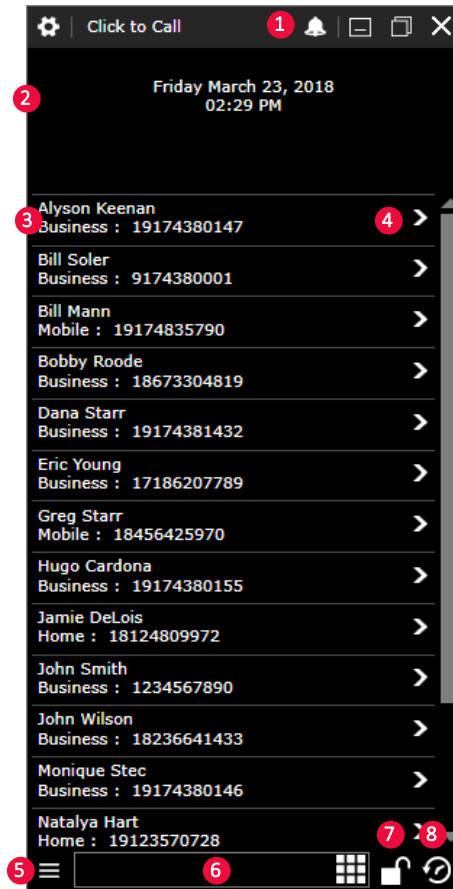 Click to Call
1
2
Friday March 23, 2018
02:29 PM
Alyson Keenan
3
4
Business : 19174380147
Bill Soler
Business : 9174380001
Bill Mann
Mobile : 19174835790
Bobby Roode
Business : 18673304819
Dana Starr
Business : 19174381432
Eric Young
Business : 17186207789
Greg Starr
Mobile : 18456425970
Hugo Cardona
Business : 19174380155
Jamie DeLois
Home : 18124809972
John Smith
Business : 1234567890
John Wilson
Business : 18236641433
Monique Stec
Business : 19174380146
Natalya Hart
Home : 19123570728
7
8
5
6